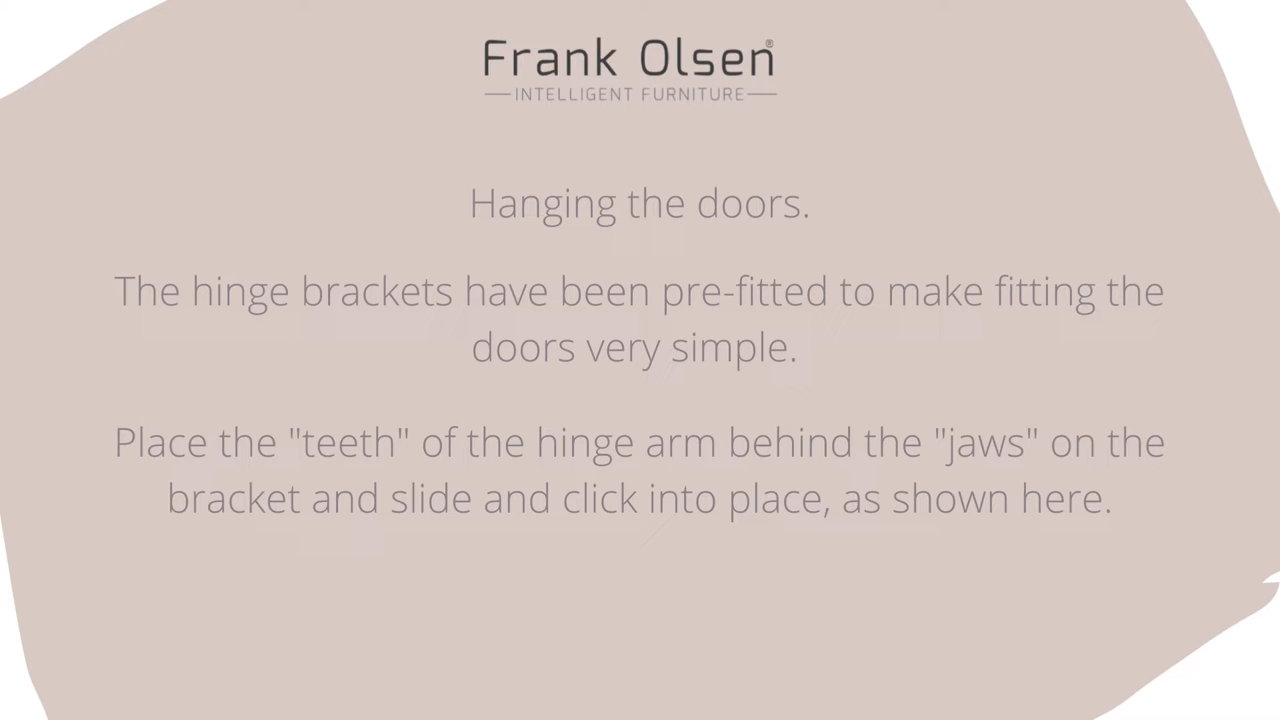 Frank Olsen®
INTELLIGENT FURNITURE
Hanging the doors.
The hinge brackets have been pre-fitted to make fitting the
doors very simple.
Place the "teeth" of the hinge arm behind the "jaws" on the
bracket and slide and click into place, as shown here.